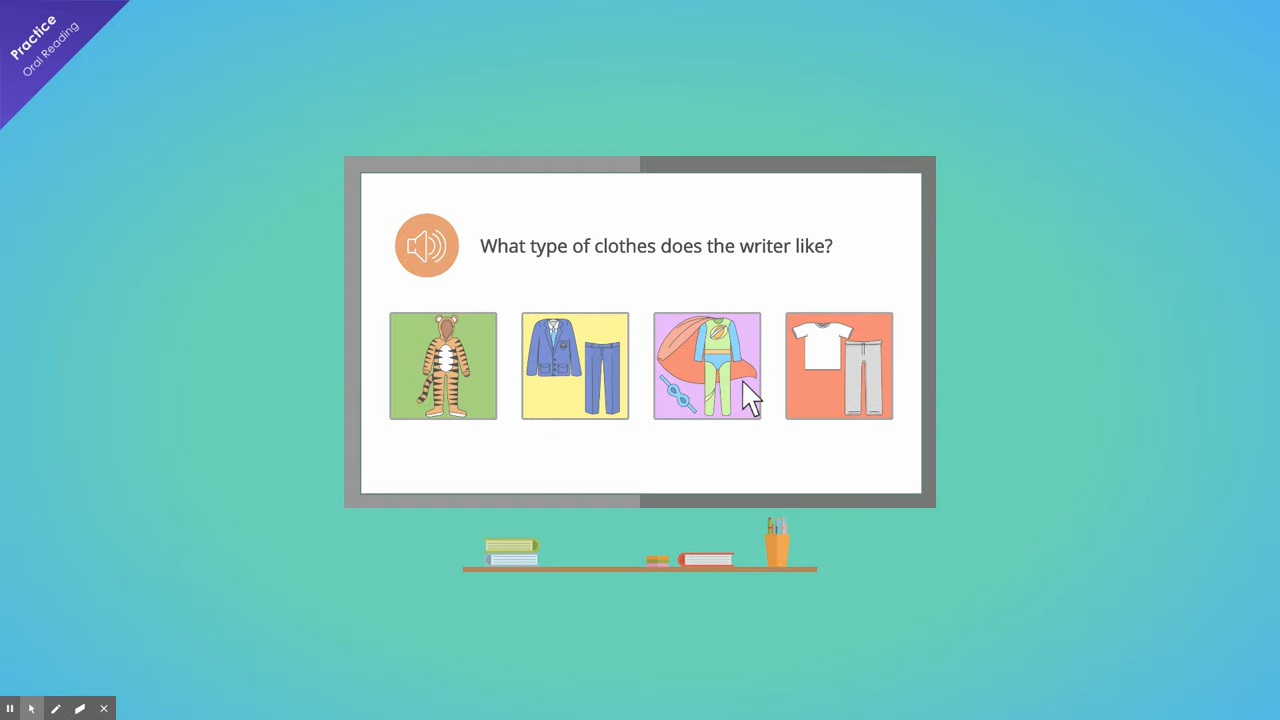 Practice
Oral Reading
What type of clothes does the writer like?